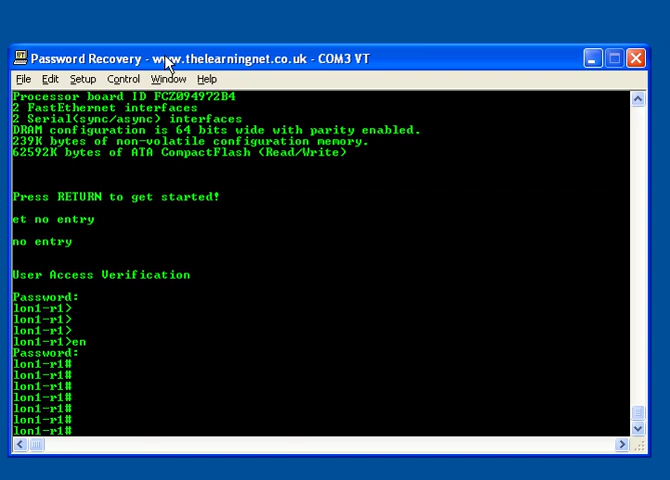 Password Recovery - www.thelearningnet.co.uk - COM3 VT
File Edit Setup Control Window Help
Processor board ID FCZ094972B4
2 FastEthernet interfaces
2 Serial(sync/async) interfaces
DRAM configuration is 64 bits wide with parity enabled.
239K bytes of non-volatile configuration memory.
62592K bytes of ATA CompactFlash (Read/Write)
Press RETURN to get started!
et no entry
no entry
User Access Verification
Password:
lon1-r1>
lon1-r1>
lon1-r1>
lon1-r1>en
Password:
lon1-r1#
lon1-r1#
lon1-r1#
lon1-r1#
lon1-r1#
lon1-r1#
lon1-r1#